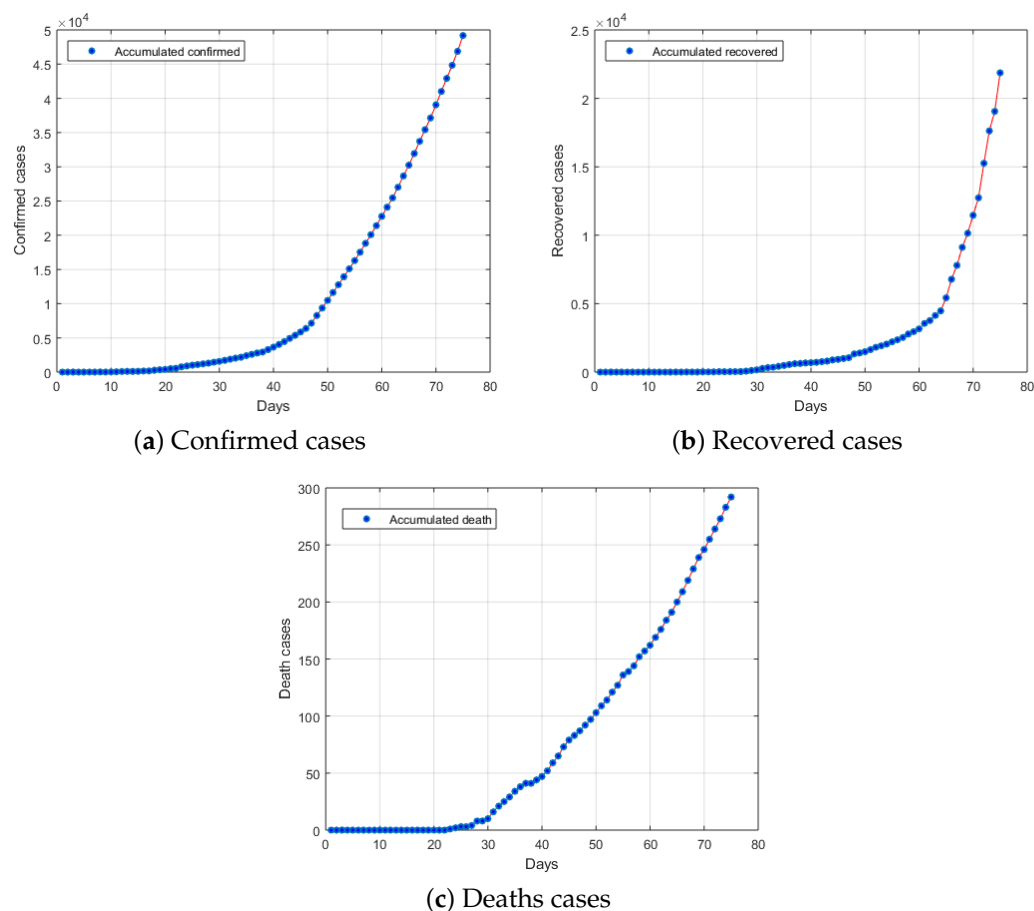 ×10⁴
5
4.5
4
3.5
3
2.5
2
1.5
1
0.5
0
Accumulated confirmed
Confirmed cases
0 10 20 30 40 50 60 70 80
Days
(a) Confirmed cases
×10⁴
2.5
2
1.5
1
0.5
0
Accumulated recovered
Recovered cases
0 10 20 30 40 50 60 70 80
Days
(b) Recovered cases
300
250
200
150
100
50
0
Accumulated death
Death cases
0 10 20 30 40 50 60 70 80
Days
(c) Deaths cases